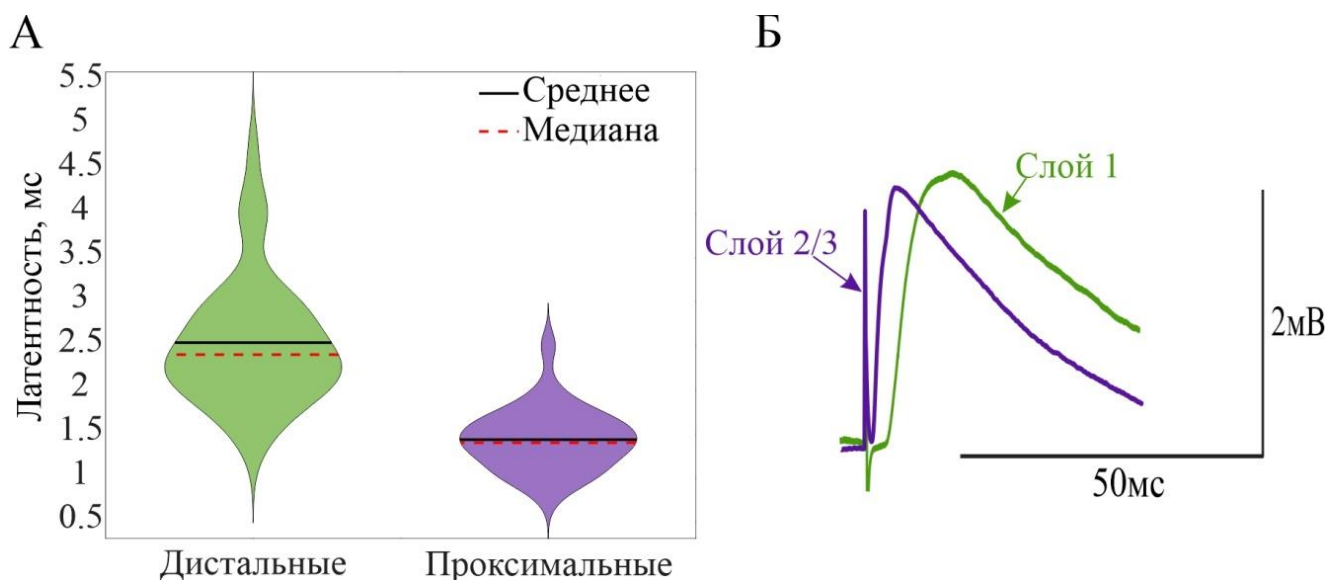 А
Б
5.5
5
4.5
4
3.5
3
2.5
2
1.5
1
0.5
Латентность, мс
Среднее
Медиана
Дистальные
Проксимальные
Слой 1
Слой 2/3
2мВ
50мс